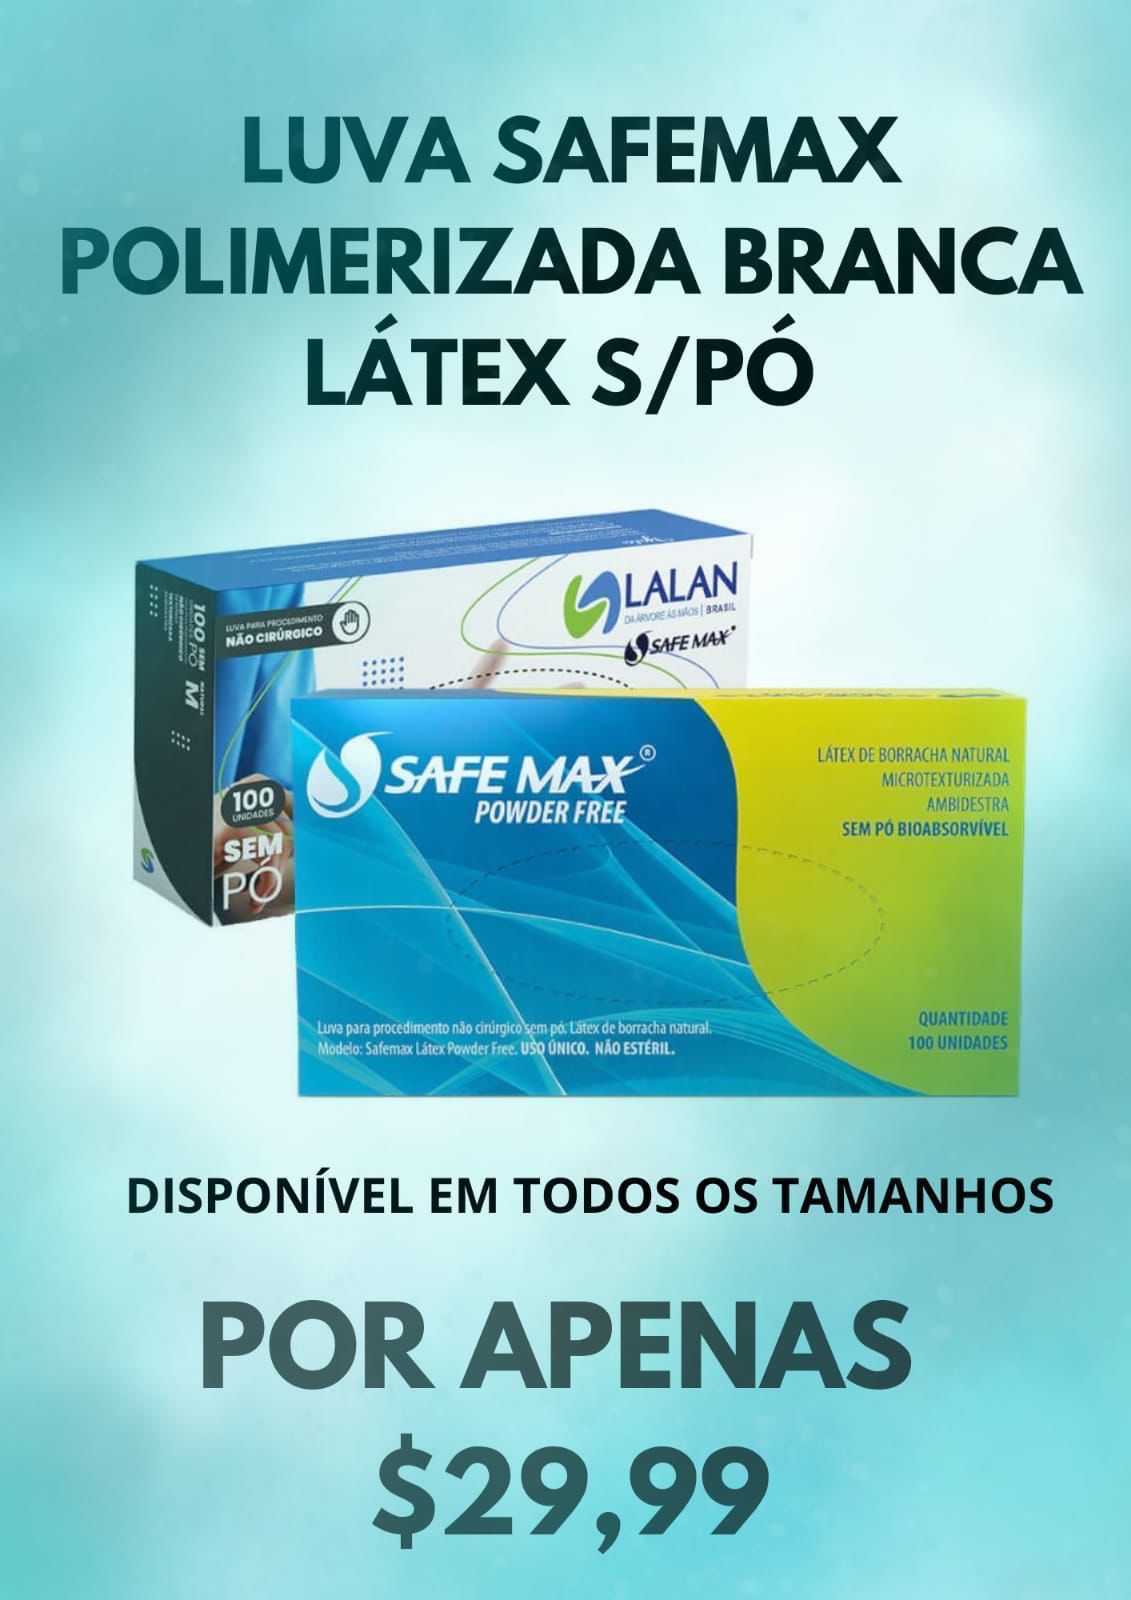 LUVA SAFEMAX
POLIMERIZADA BRANCA
LÁTEX S/PÓ
LALAN
DA ÁRVORE ÀS MÃOS | BRASIL
SAFE MAX
LUVA PARA PROCEDIMENTO
NÃO CIRÚRGICO
100 SEM PÓ
M
100
UNIDADES
SEM
PÓ
SAFE MAX®
POWDER FREE
LÁTEX DE BORRACHA NATURAL
MICROTEXTURIZADA
AMBIDESTRA
SEM PÓ BIOABSORVÍVEL
Luva para procedimento não cirúrgico sem pó. Látex de borracha natural.
Modelo: Safemax Látex Powder Free. USO ÚNICO. NÃO ESTÉRIL.
QUANTIDADE
100 UNIDADES
DISPONÍVEL EM TODOS OS TAMANHOS
POR APENAS
$29,99